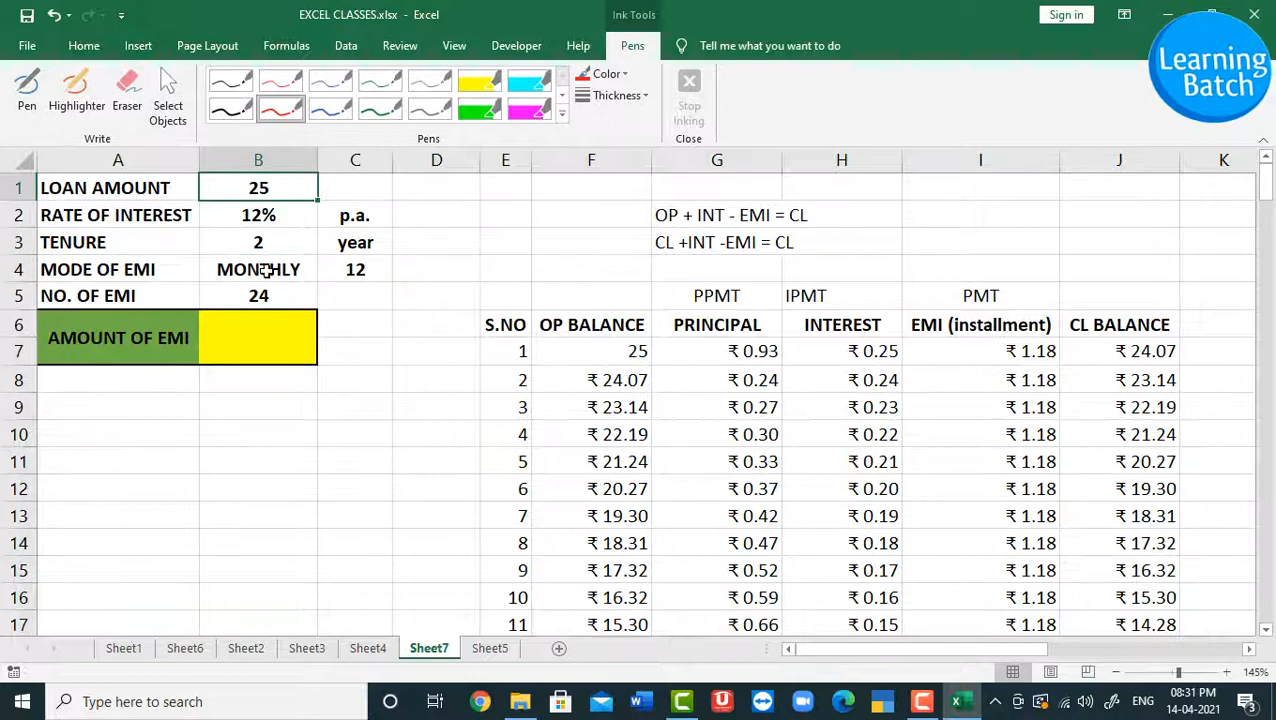 EXCEL CLASSES.xlsx - Excel
Ink Tools
Sign in
File Home Insert Page Layout Formulas Data Review View Developer Help Pens Tell me what you want to do
Learning
Batch
Pen Highlighter Eraser Select Objects
Color
Thickness
Stop Inking
Write Pens Close
A B C D E F G H I J K
1 LOAN AMOUNT 25
2 RATE OF INTEREST 12% p.a. OP + INT - EMI = CL
3 TENURE 2 year CL +INT -EMI = CL
4 MODE OF EMI MONTHLY 12
5 NO. OF EMI 24 PPMT IPMT PMT
6 AMOUNT OF EMI S.NO OP BALANCE PRINCIPAL INTEREST EMI (installment) CL BALANCE
7 1 25 ₹ 0.93 ₹ 0.25 ₹ 1.18 ₹ 24.07
8 2 ₹ 24.07 ₹ 0.24 ₹ 0.24 ₹ 1.18 ₹ 23.14
9 3 ₹ 23.14 ₹ 0.27 ₹ 0.23 ₹ 1.18 ₹ 22.19
10 4 ₹ 22.19 ₹ 0.30 ₹ 0.22 ₹ 1.18 ₹ 21.24
11 5 ₹ 21.24 ₹ 0.33 ₹ 0.21 ₹ 1.18 ₹ 20.27
12 6 ₹ 20.27 ₹ 0.37 ₹ 0.20 ₹ 1.18 ₹ 19.30
13 7 ₹ 19.30 ₹ 0.42 ₹ 0.19 ₹ 1.18 ₹ 18.31
14 8 ₹ 18.31 ₹ 0.47 ₹ 0.18 ₹ 1.18 ₹ 17.32
15 9 ₹ 17.32 ₹ 0.52 ₹ 0.17 ₹ 1.18 ₹ 16.32
16 10 ₹ 16.32 ₹ 0.59 ₹ 0.16 ₹ 1.18 ₹ 15.30
17 11 ₹ 15.30 ₹ 0.66 ₹ 0.15 ₹ 1.18 ₹ 14.28
Sheet1 Sheet6 Sheet2 Sheet3 Sheet4 Sheet7 Sheet5
145%
Type here to search
ENG
08:31 PM
14-04-2021
3